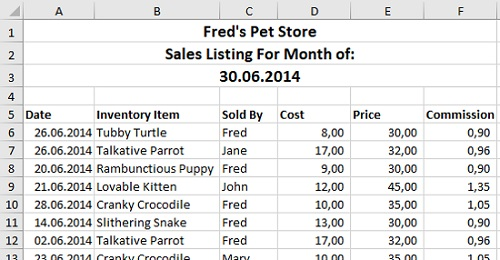 A B C D E F
1 Fred's Pet Store
2 Sales Listing For Month of:
3 30.06.2014
4
5 Date Inventory Item Sold By Cost Price Commission
6 26.06.2014 Tubby Turtle Fred 8,00 30,00 0,90
7 26.06.2014 Talkative Parrot Jane 17,00 32,00 0,96
8 20.06.2014 Rambunctious Puppy Fred 9,00 30,00 0,90
9 21.06.2014 Lovable Kitten John 12,00 45,00 1,35
10 28.06.2014 Cranky Crocodile Fred 10,00 35,00 1,05
11 14.06.2014 Slithering Snake Fred 13,00 30,00 0,90
12 02.06.2014 Talkative Parrot Fred 17,00 32,00 0,96
13 23.06.2014 Cranky Crocodile Mary 10,00 35,00 1,05